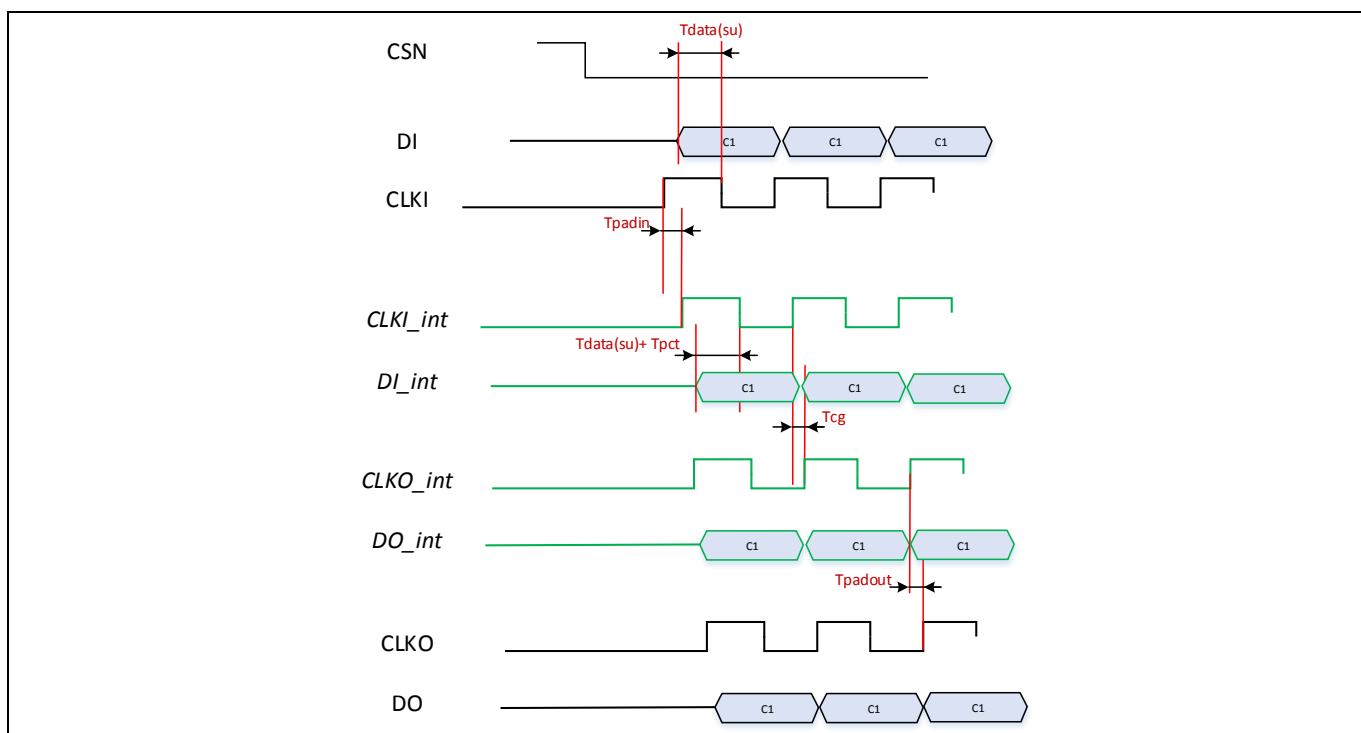 Tdata(su)
CSN
DI
C1 C1 C1
CLKI
Tpadin
CLKI_int
Tdata(su)+ Tpct
DI_int
C1 C1 C1
Tcg
CLKO_int
DO_int
C1 C1 C1
Tpadout
CLKO
DO
C1 C1 C1